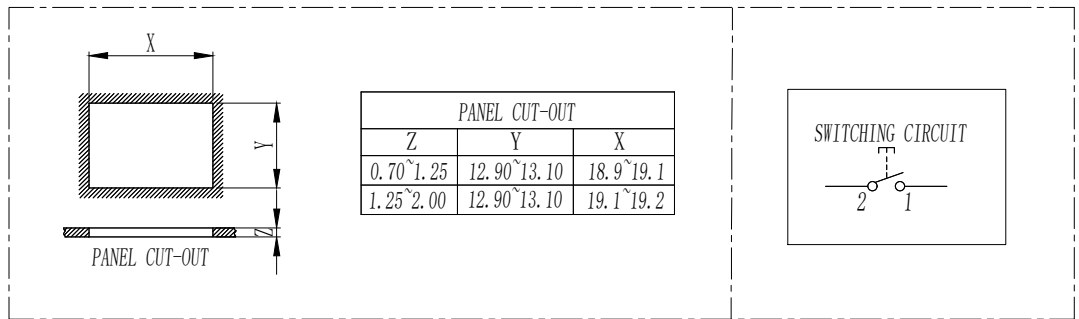 X
Y
Z
PANEL CUT-OUT
PANEL CUT-OUT
Z Y X
0.70~1.25 12.90~13.10 18.9~19.1
1.25~2.00 12.90~13.10 19.1~19.2
SWITCHING CIRCUIT
2 1